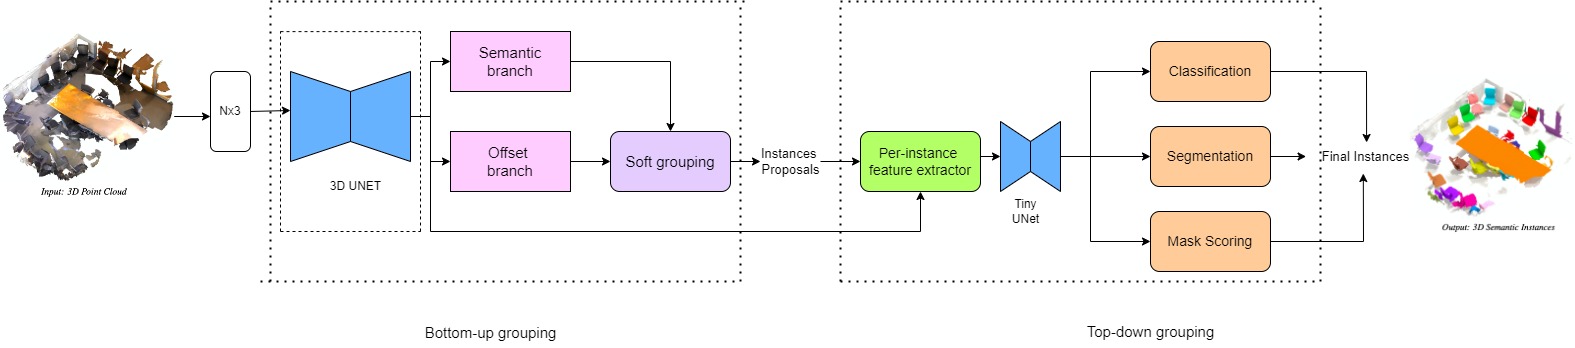 Input: 3D Point Cloud
Nx3
3D UNET
Semantic
branch
Offset
branch
Soft grouping
Instances
Proposals
Per-instance
feature extractor
Tiny
UNet
Classification
Segmentation
Mask Scoring
Final Instances
Output: 3D Semantic Instances
Bottom-up grouping
Top-down grouping